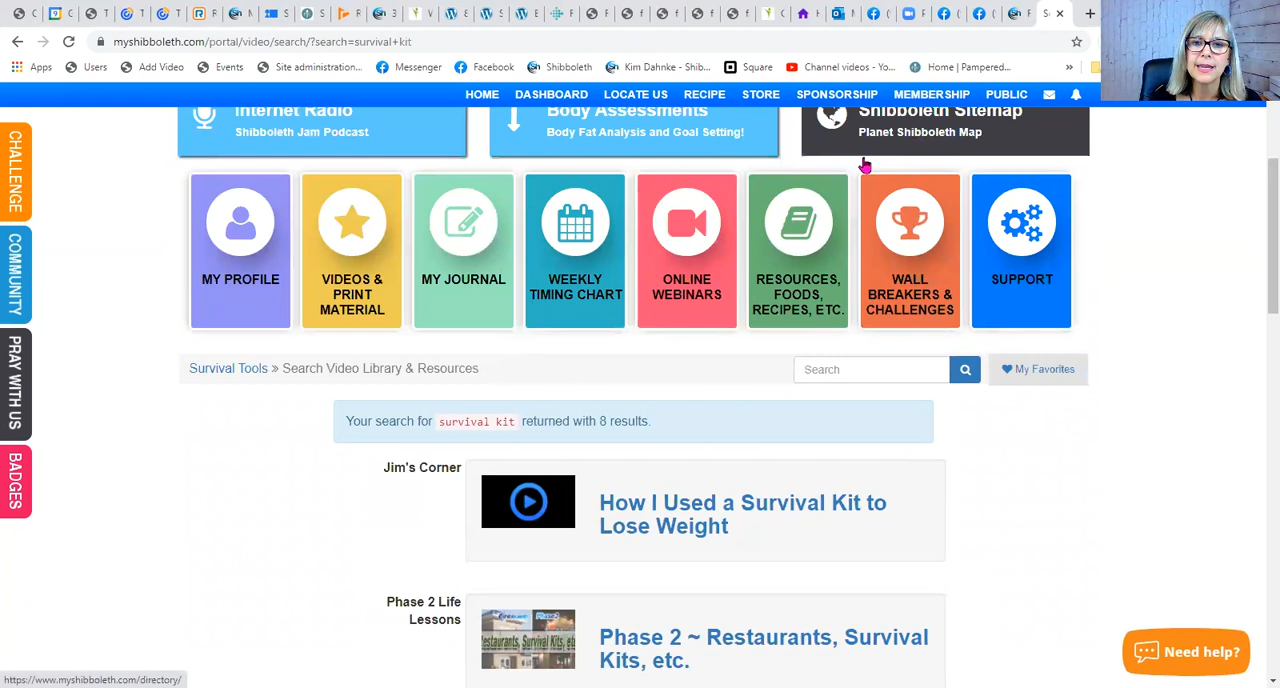 myshibboleth.com/portal/video/search/?search=survival+kit
Apps Users Add Video Events Site administration... Messenger Shibboleth Kim Dahnke - Shib... Square Channel videos - Yo... Home | Pampered... »
HOME DASHBOARD LOCATE US RECIPE STORE SPONSORSHIP MEMBERSHIP PUBLIC
Internet Radio
Shibboleth Jam Podcast
Body Assessments
Body Fat Analysis and Goal Setting!
Shibboleth Sitemap
Planet Shibboleth Map
CHALLENGE
COMMUNITY
PRAY WITH US
BADGES
MY PROFILE
VIDEOS &
PRINT
MATERIAL
MY JOURNAL
WEEKLY
TIMING CHART
ONLINE
WEBINARS
RESOURCES,
FOODS,
RECIPES, ETC.
WALL
BREAKERS &
CHALLENGES
SUPPORT
Survival Tools » Search Video Library & Resources
Search
My Favorites
Your search for survival kit returned with 8 results.
Jim's Corner
How I Used a Survival Kit to
Lose Weight
Phase 2 Life
Lessons
Phase 2 ~ Restaurants, Survival
Kits, etc.
Need help?
https://www.myshibboleth.com/directory/